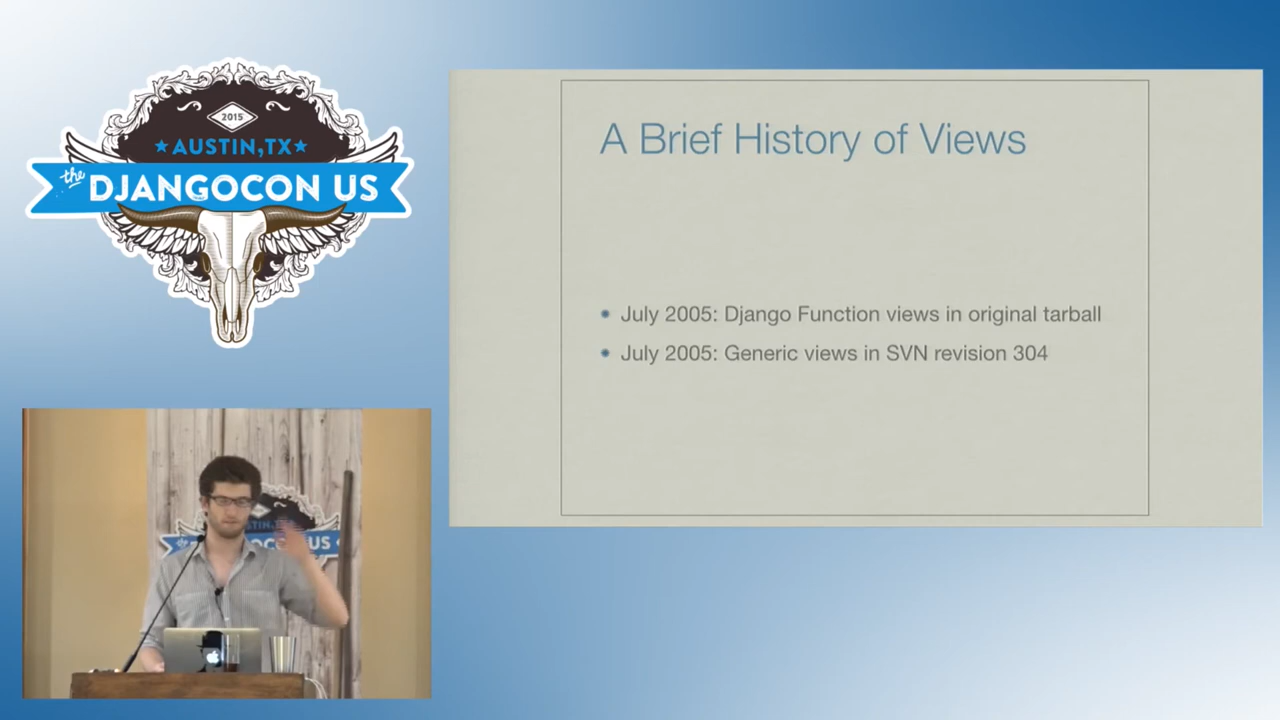 2015
AUSTIN,TX
the
DJANGOCON US
A Brief History of Views
July 2005: Django Function views in original tarball
July 2005: Generic views in SVN revision 304